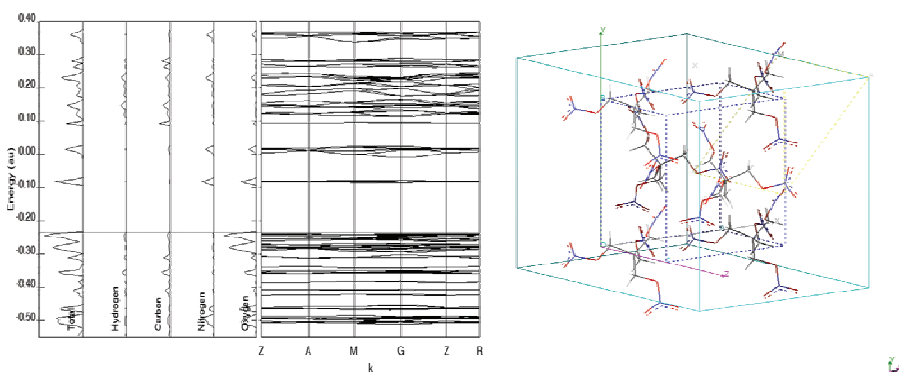 0.40
0.30
0.20
0.10
0.00
-0.10
-0.20
-0.30
-0.40
-0.50
Energy (au)
Total
Hydrogen
Carbon
Nitrogen
Oxygen
Z A M G Z R
k
Y
Z
Y